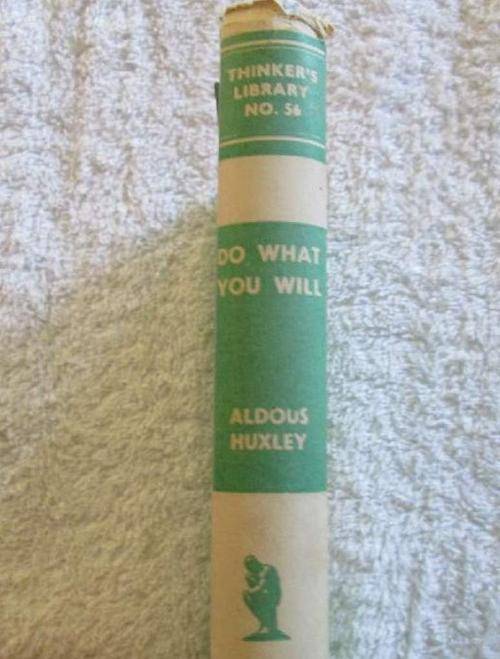 THINKER'S
LIBRARY
NO. 56
DO WHAT
YOU WILL
ALDOUS
HUXLEY